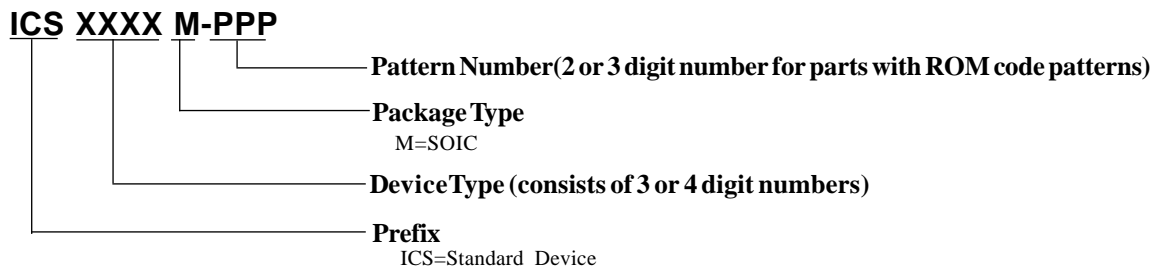 ICS XXXX M-PPP
Pattern Number(2 or 3 digit number for parts with ROM code patterns)
Package Type
M=SOIC
Device Type (consists of 3 or 4 digit numbers)
Prefix
ICS=Standard Device